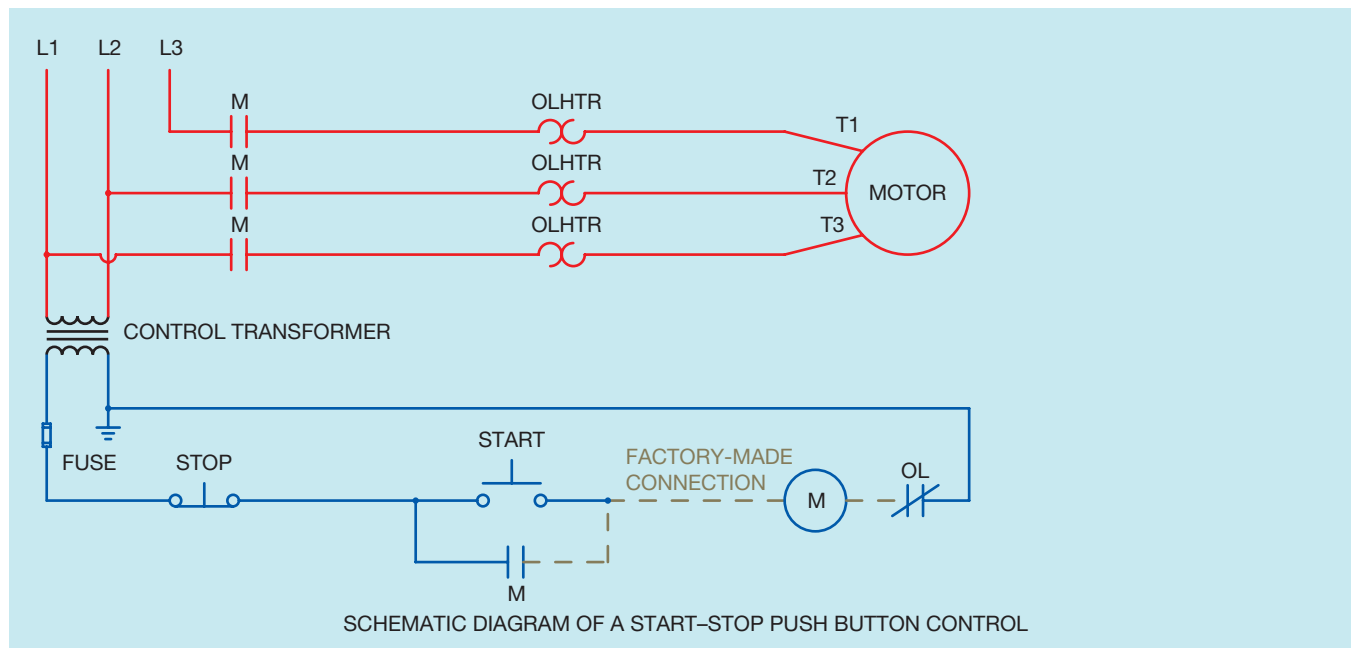 L1 L2 L3
M OLHTR
T1
M OLHTR
T2 MOTOR
M OLHTR T3
CONTROL TRANSFORMER
START
FUSE STOP
FACTORY-MADE
CONNECTION
OL
M
M
SCHEMATIC DIAGRAM OF A START–STOP PUSH BUTTON CONTROL